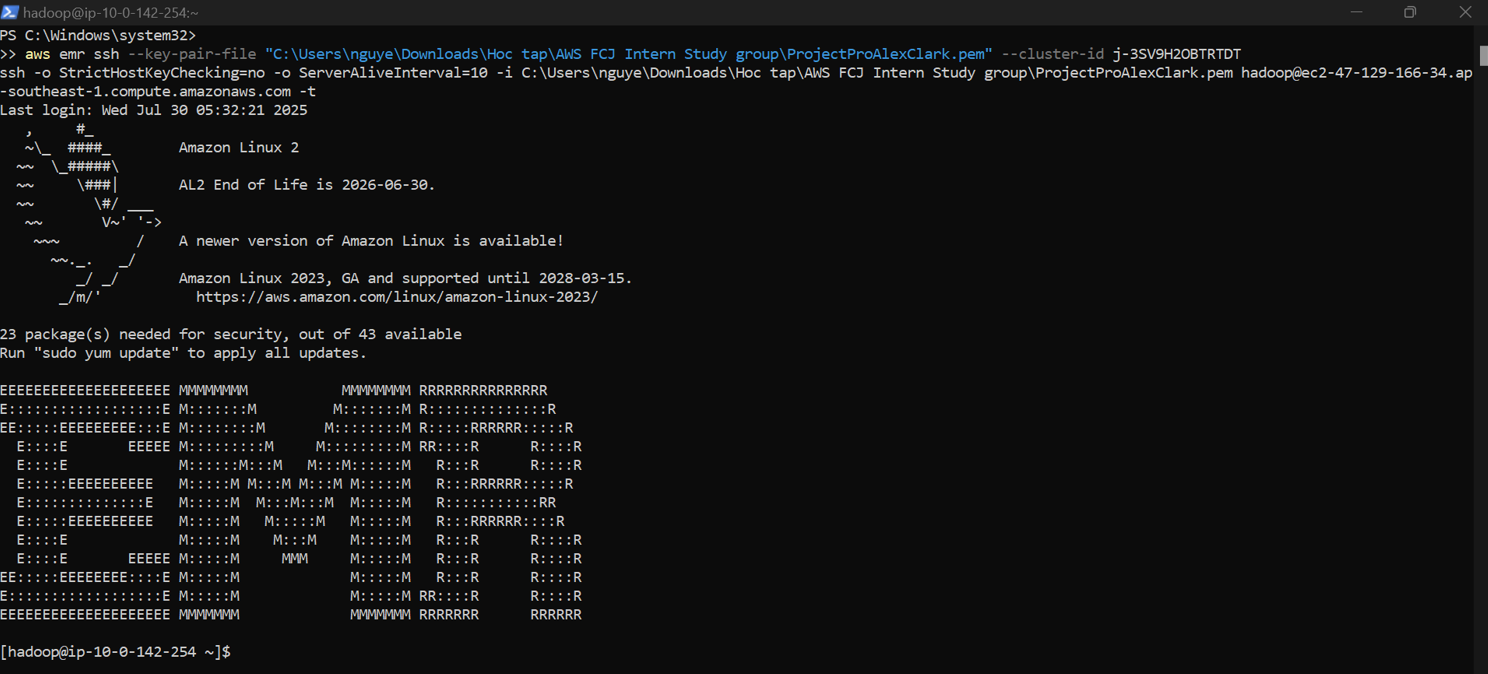 hadoop@ip-10-0-142-254:~
PS C:\Windows\system32>
>> aws emr ssh --key-pair-file "C:\Users\nguye\Downloads\Hoc tap\AWS FCJ Intern Study group\ProjectProAlexClark.pem" --cluster-id j-3SV9H2OBTRTDT
ssh -o StrictHostKeyChecking=no -o ServerAliveInterval=10 -i C:\Users\nguye\Downloads\Hoc tap\AWS FCJ Intern Study group\ProjectProAlexClark.pem hadoop@ec2-47-129-166-34.ap
-southeast-1.compute.amazonaws.com -t
Last login: Wed Jul 30 05:32:21 2025
   ,     #_
   ~\_  ####_        Amazon Linux 2
  ~~  \_#####\
  ~~     \###|       AL2 End of Life is 2026-06-30.
  ~~       \#/ ___
   ~~       V~' '->
    ~~~         /    A newer version of Amazon Linux is available!
      ~~._.   _/
         _/ _/       Amazon Linux 2023, GA and supported until 2028-03-15.
       _/m/'           https://aws.amazon.com/linux/amazon-linux-2023/
23 package(s) needed for security, out of 43 available
Run "sudo yum update" to apply all updates.
EEEEEEEEEEEEEEEEEEEE MMMMMMMM           MMMMMMMM RRRRRRRRRRRRRRR
E::::::::::::::::::E M:::::::M         M:::::::M R::::::::::::::R
EE:::::EEEEEEEEE:::E M::::::::M       M::::::::M R:::::RRRRRR:::::R
  E::::E       EEEEE M:::::::::M     M:::::::::M RR::::R      R::::R
  E::::E             M::::::M:::M   M:::M::::::M   R:::R      R::::R
  E:::::EEEEEEEEEE   M:::::M M:::M M:::M M:::::M   R:::RRRRRR:::::R
  E::::::::::::::E   M:::::M  M:::M:::M  M:::::M   R:::::::::::RR
  E:::::EEEEEEEEEE   M:::::M   M:::::M   M:::::M   R:::RRRRRR::::R
  E::::E             M:::::M    M:::M    M:::::M   R:::R      R::::R
  E::::E       EEEEE M:::::M     MMM     M:::::M   R:::R      R::::R
EE:::::EEEEEEEE::::E M:::::M             M:::::M   R:::R      R::::R
E::::::::::::::::::E M:::::M             M:::::M RR::::R      R::::R
EEEEEEEEEEEEEEEEEEEE MMMMMMM             MMMMMMM RRRRRRR      RRRRRR
[hadoop@ip-10-0-142-254 ~]$